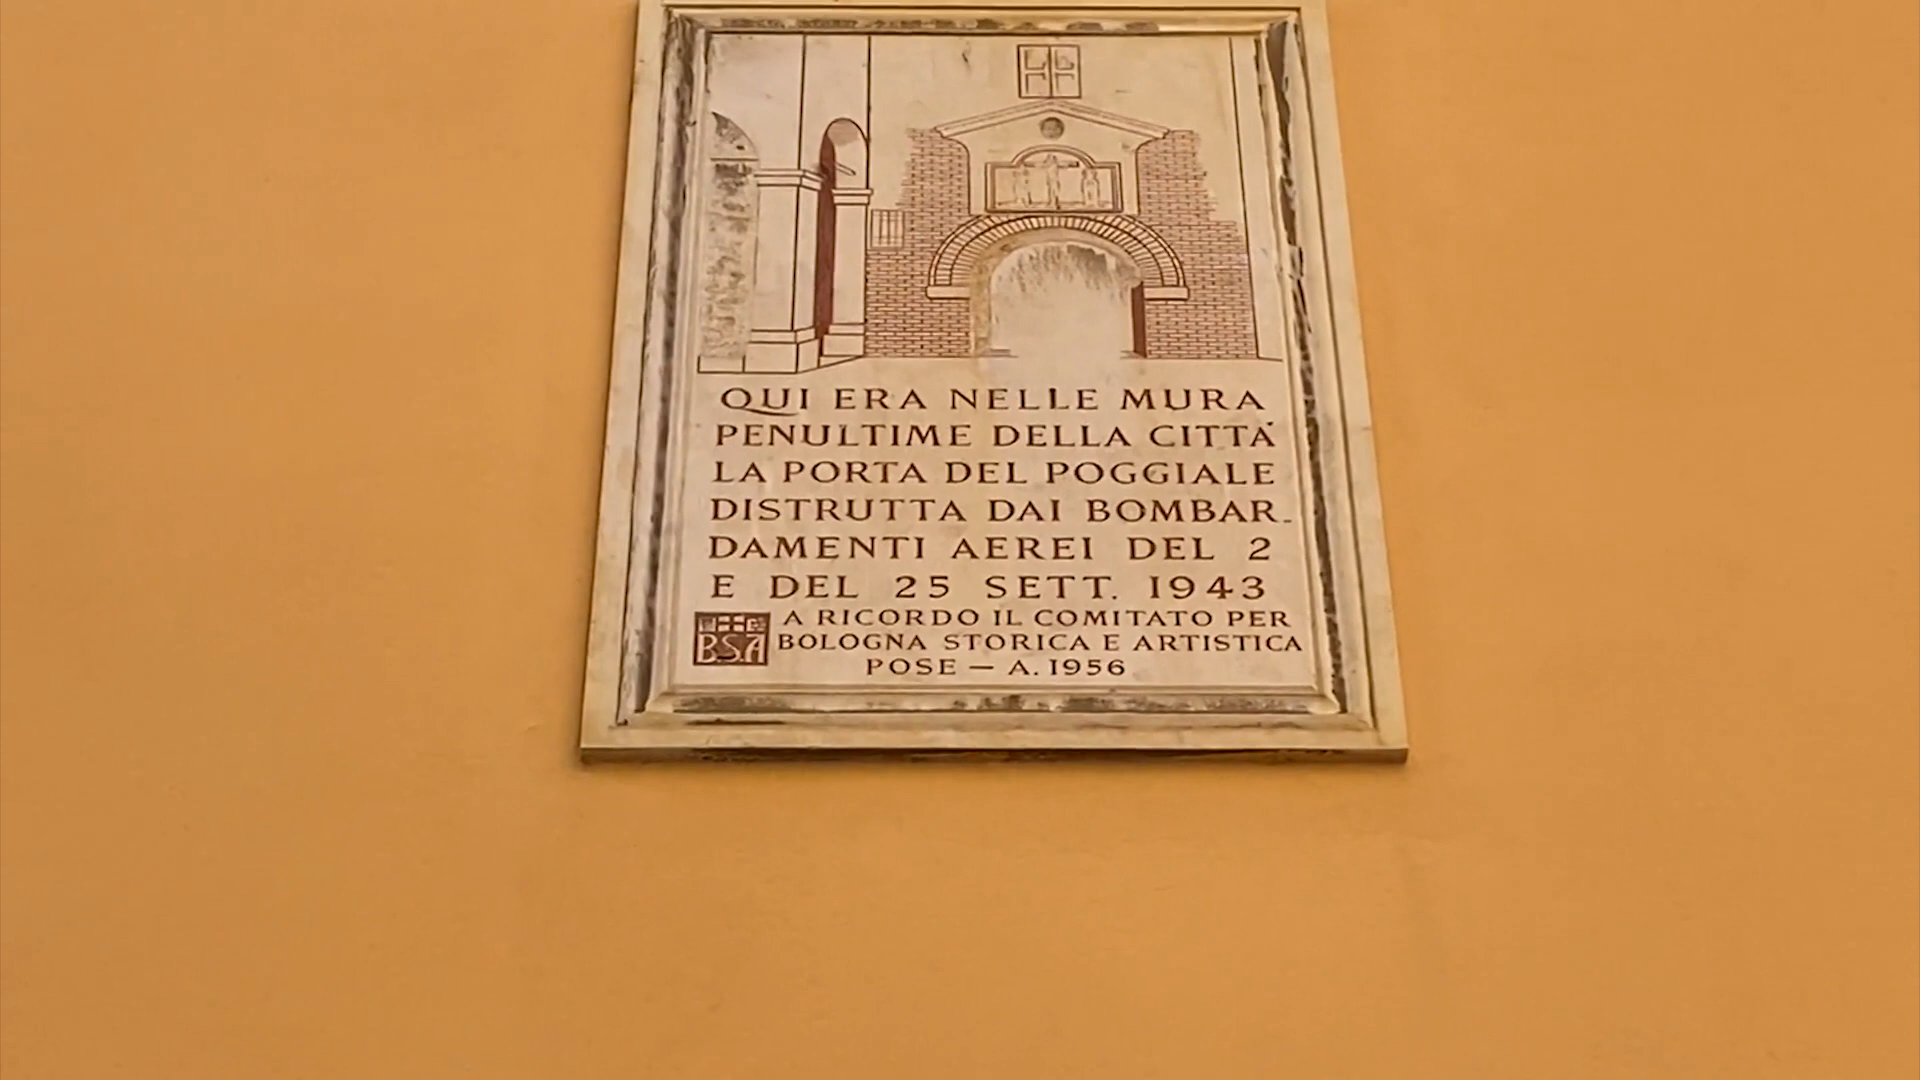 QUI ERA NELLE MURA
PENULTIME DELLA CITTÀ
LA PORTA DEL POGGIALE
DISTRUTTA DAI BOMBAR-
DAMENTI AEREI DEL 2
E DEL 25 SETT. 1943
A RICORDO IL COMITATO PER
B.S.A BOLOGNA STORICA E ARTISTICA
POSE — A. 1956